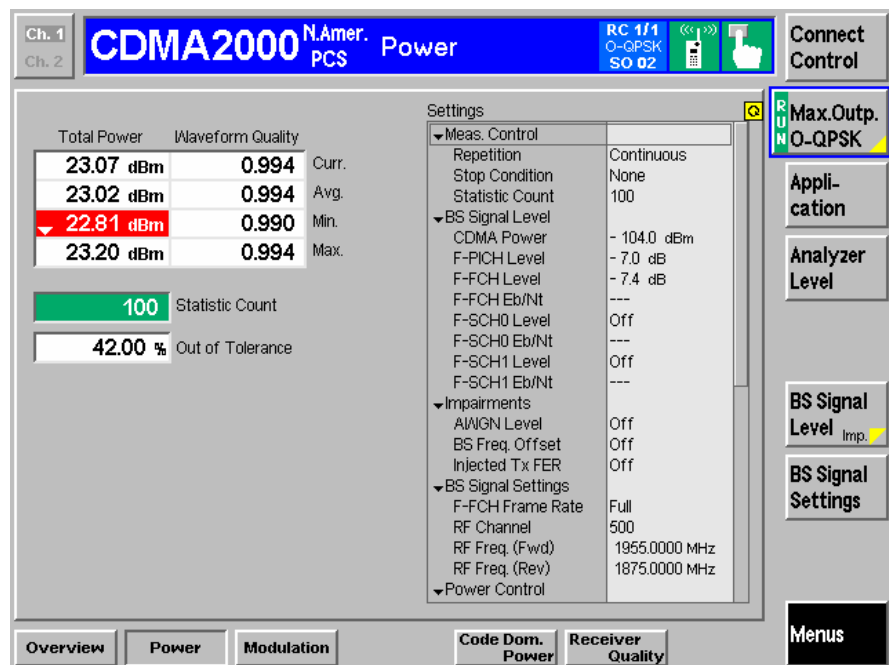 Ch. 1
Ch. 2
CDMA2000 N.Amer. PCS Power
RC 1/1
O-QPSK
SO 02
Connect Control
Settings
Total Power Waveform Quality
23.07 dBm 0.994 Curr.
23.02 dBm 0.994 Avg.
22.81 dBm 0.990 Min.
23.20 dBm 0.994 Max.
100 Statistic Count
42.00 % Out of Tolerance
Meas. Control
Repetition Continuous
Stop Condition None
Statistic Count 100
BS Signal Level
CDMA Power - 104.0 dBm
F-PICH Level - 7.0 dB
F-FCH Level - 7.4 dB
F-FCH Eb/Nt ---
F-SCH0 Level Off
F-SCH0 Eb/Nt ---
F-SCH1 Level Off
F-SCH1 Eb/Nt ---
Impairments
AWGN Level Off
BS Freq. Offset Off
Injected Tx FER Off
BS Signal Settings
F-FCH Frame Rate Full
RF Channel 500
RF Freq. (Fwd) 1955.0000 MHz
RF Freq. (Rev) 1875.0000 MHz
Power Control
RUN
Max.Outp.
O-QPSK
Appli-
cation
Analyzer
Level
BS Signal
Level Imp.
BS Signal
Settings
Menus
Overview
Power
Modulation
Code Dom.
Power
Receiver
Quality